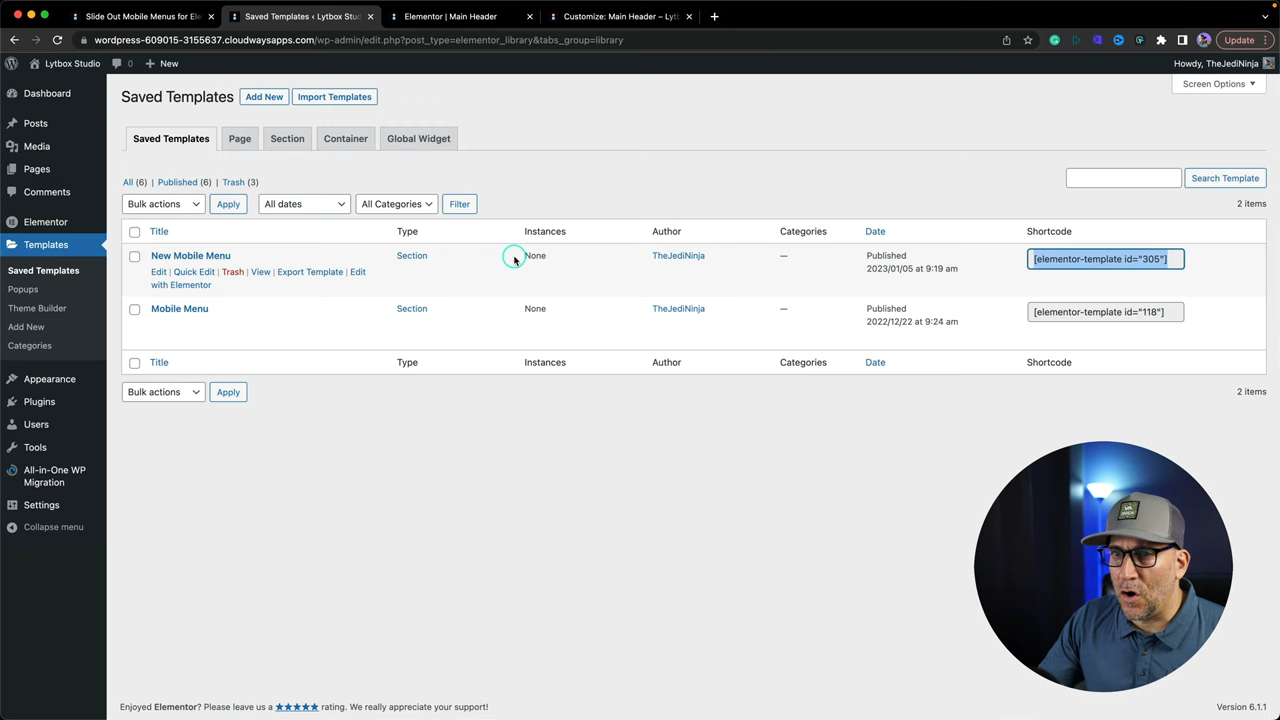 Slide Out Mobile Menus for Ele
Saved Templates ‹ Lytbox Studi
Elementor | Main Header
Customize: Main Header – Lytb
wordpress-609015-3155637.cloudwaysapps.com/wp-admin/edit.php?post_type=elementor_library&tabs_group=library
Update
Lytbox Studio
0
New
Howdy, TheJediNinja
Dashboard
Posts
Media
Pages
Comments
Elementor
Templates
Saved Templates
Popups
Theme Builder
Add New
Categories
Appearance
Plugins
Users
Tools
All-in-One WP
Migration
Settings
Collapse menu
Saved Templates
Add New
Import Templates
Screen Options
Saved Templates
Page
Section
Container
Global Widget
All (6) | Published (6) | Trash (3)
Search Template
Bulk actions
Apply
All dates
All Categories
Filter
2 items
Title
Type
Instances
Author
Categories
Date
Shortcode
New Mobile Menu
Section
None
TheJediNinja
—
Published
2023/01/05 at 9:19 am
[elementor-template id="305"]
Edit | Quick Edit | Trash | View | Export Template | Edit
with Elementor
Mobile Menu
Section
None
TheJediNinja
—
Published
2022/12/22 at 9:24 am
[elementor-template id="118"]
Title
Type
Instances
Author
Categories
Date
Shortcode
Bulk actions
Apply
2 items
Enjoyed Elementor? Please leave us a ★★★★★ rating. We really appreciate your support!
Version 6.1.1